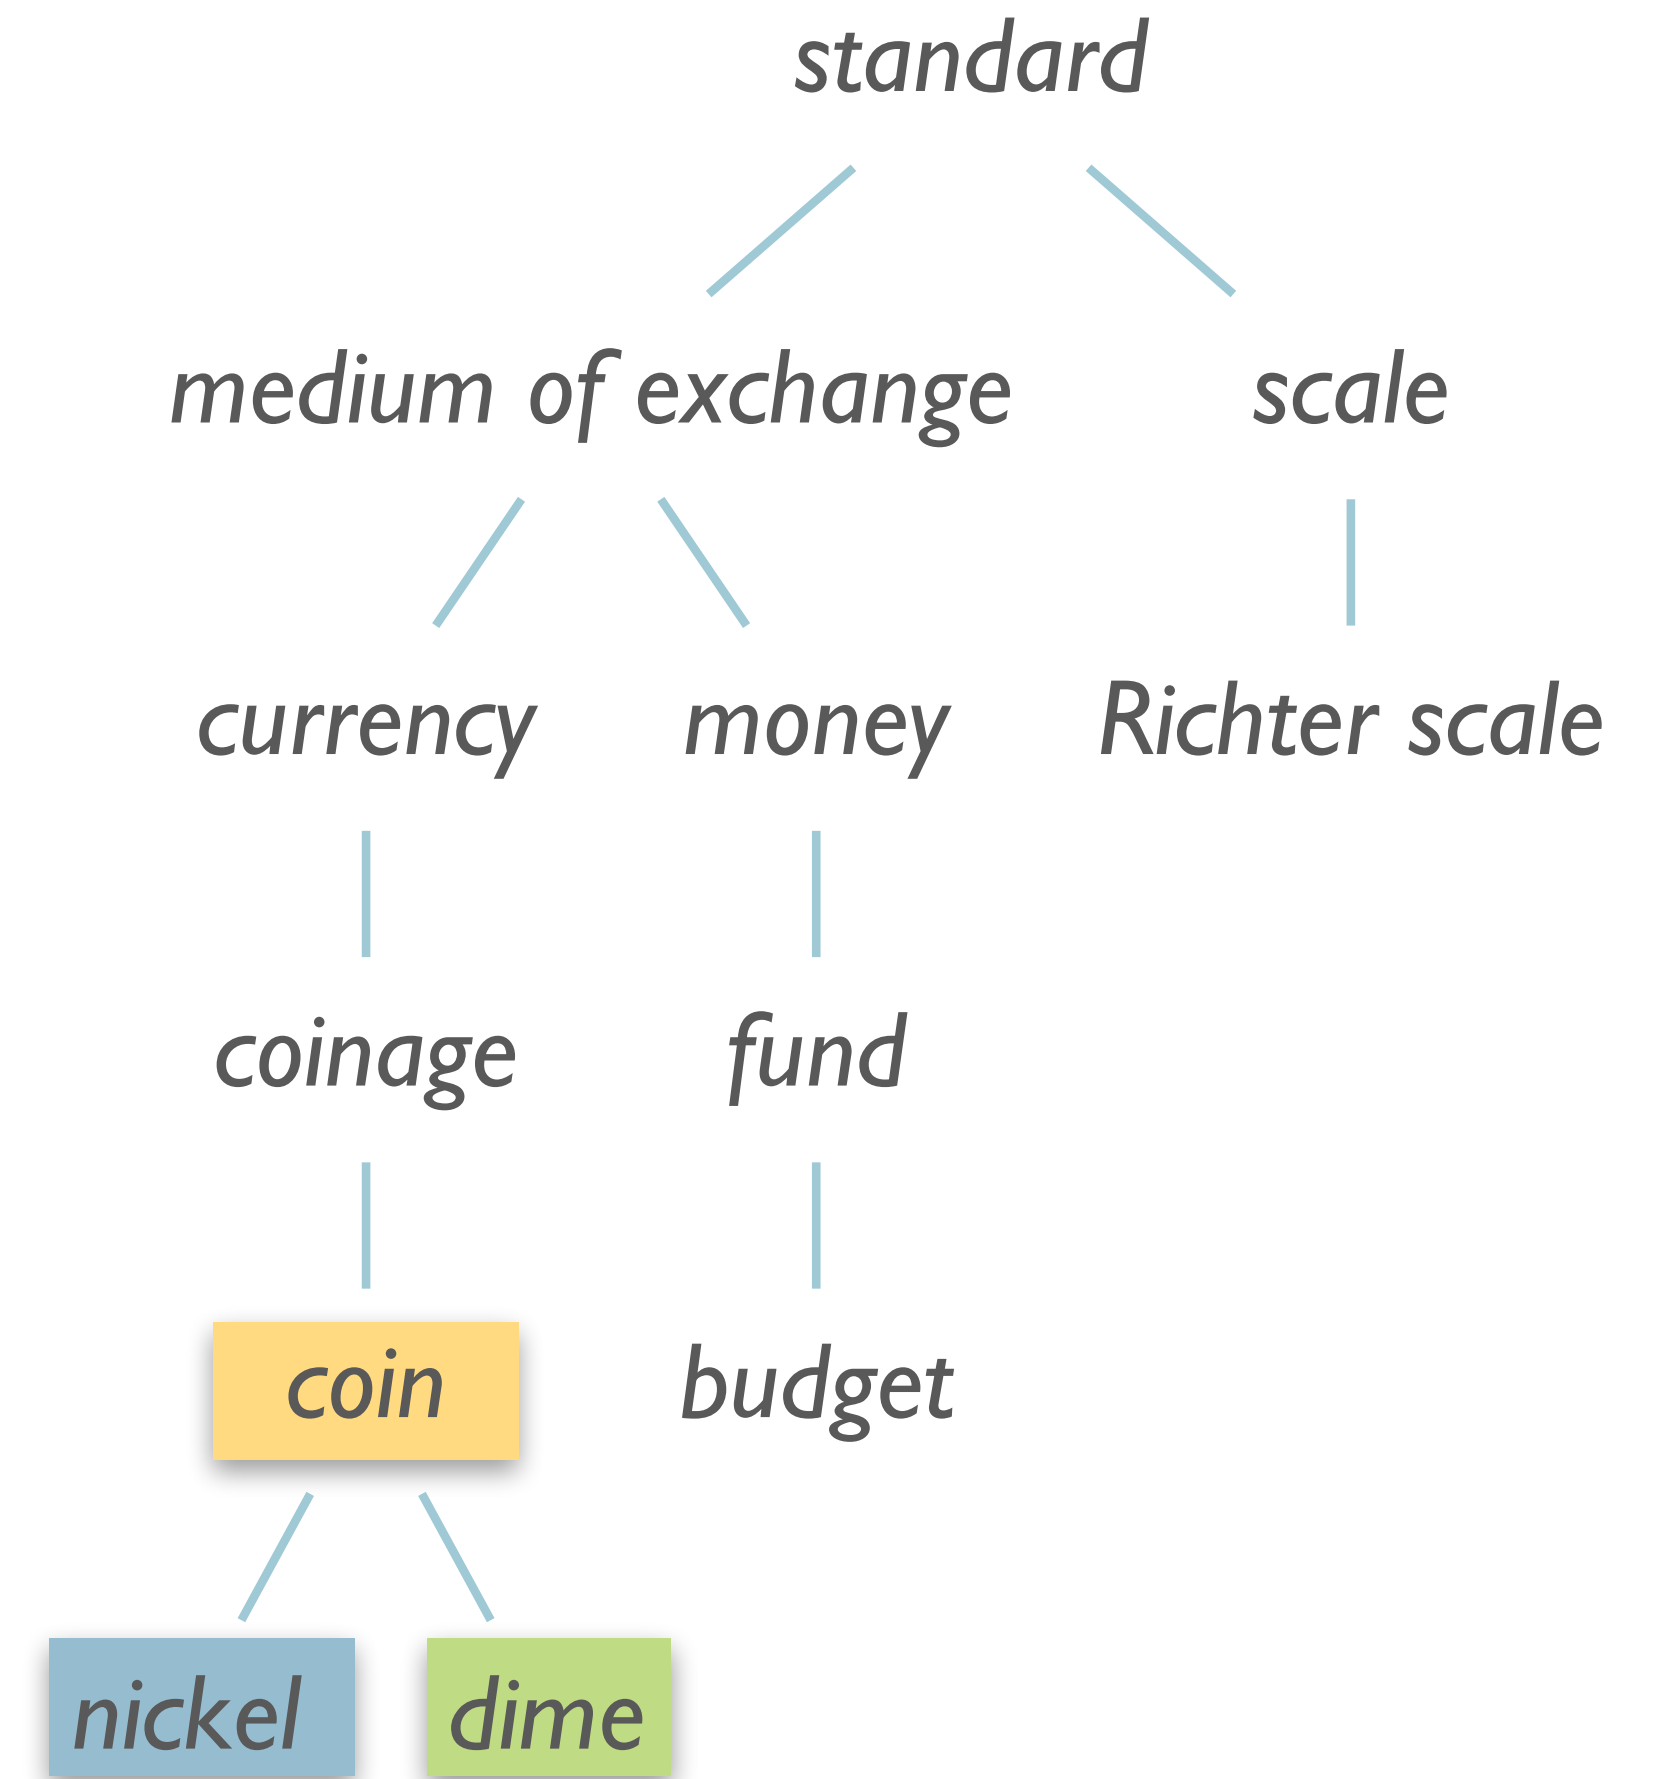 standard
medium of exchange scale
currency money Richter scale
coinage fund
coin budget
nickel dime